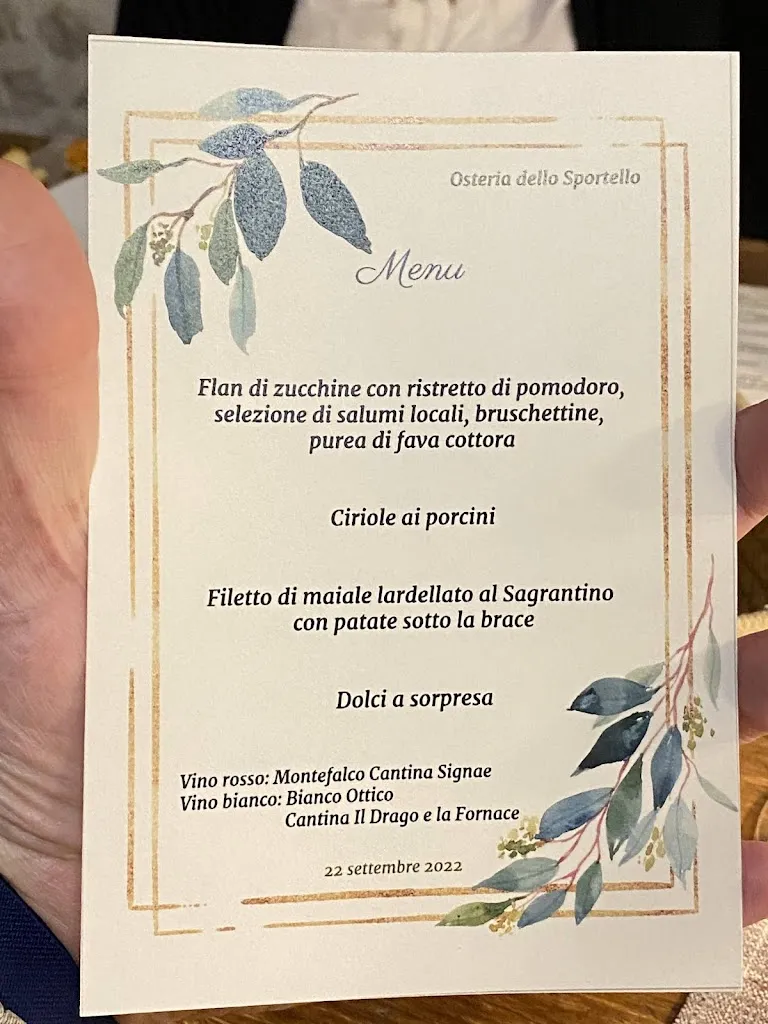 Osteria dello Sportello
Menu
Flan di zucchine con ristretto di pomodoro,
selezione di salumi locali, bruschettine,
purea di fava cottora
Ciriole ai porcini
Filetto di maiale lardellato al Sagrantino
con patate sotto la brace
Dolci a sorpresa
Vino rosso: Montefalco Cantina Signae
Vino bianco: Bianco Ottico
Cantina Il Drago e la Fornace
22 settembre 2022